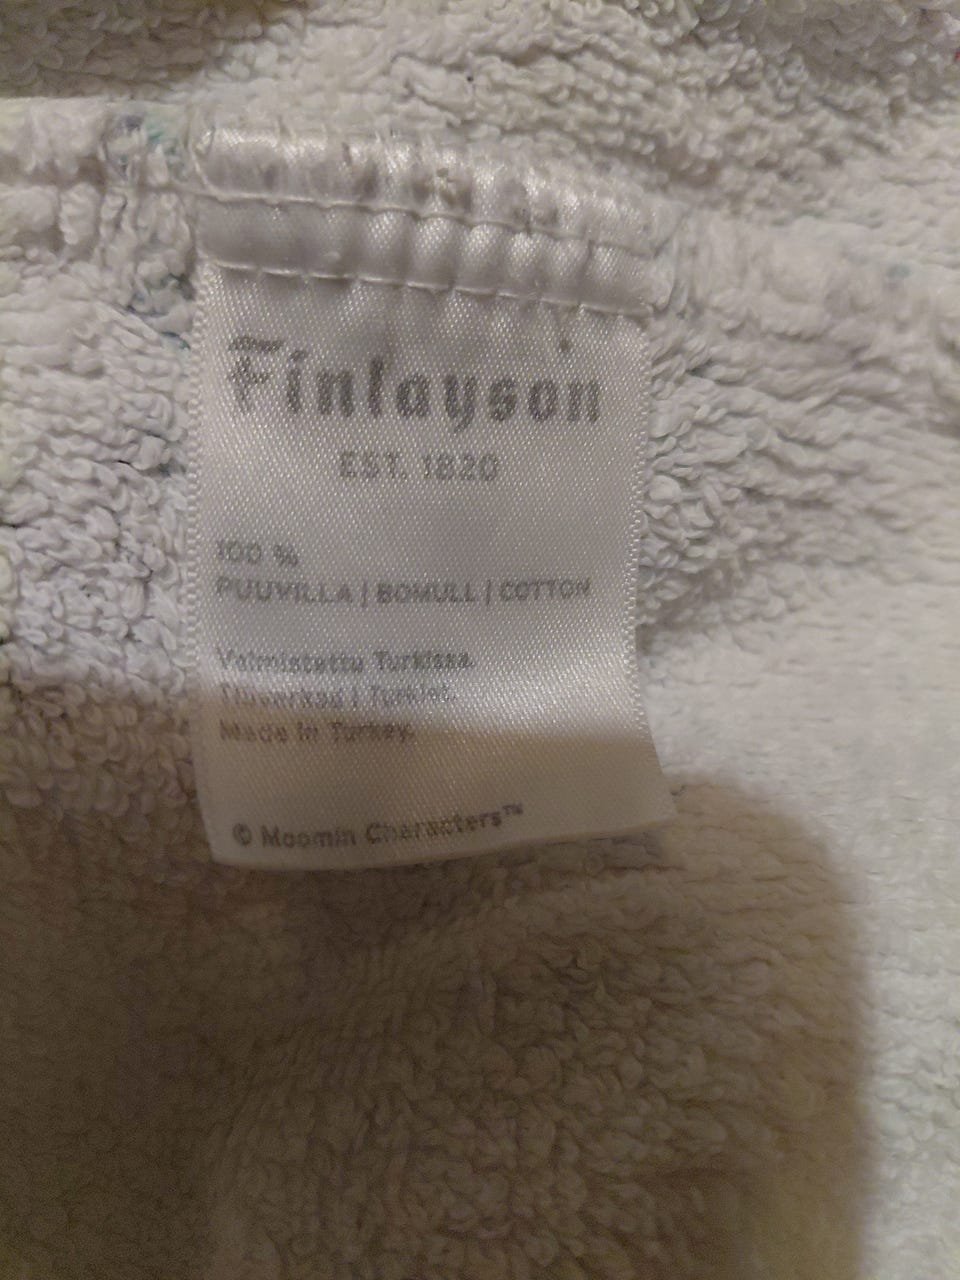 Finlayson
EST. 1820
100 %
PUUVILLA | BOMULL | COTTON
Valmistettu Turkissa.
Tillverkad i Turkiet.
Made in Turkey.
© Moomin Characters™